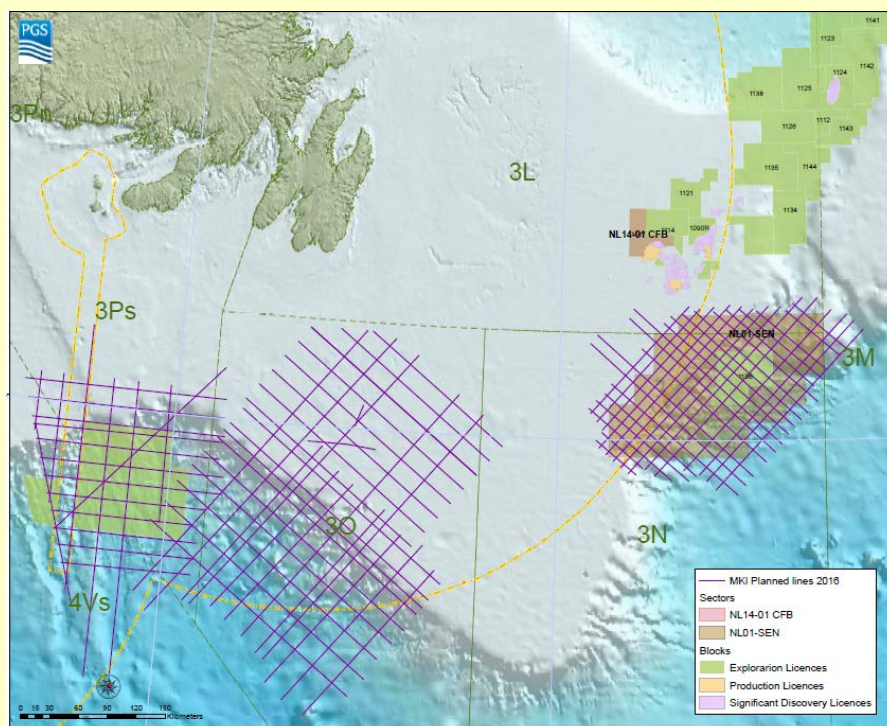 PGS
1141
1123
1142
1124
1138
1125
3Pn
1112
1126
1143
3L
1135
1144
1121
1134
NL14-01 CFB
1114
1090R
3Ps
NL01-SEN
3M
3O
3N
4Vs
MKI Planned lines 2016
Sectors
NL14-01 CFB
NL01-SEN
Blocks
Explorarion Licences
Production Licences
Significant Discovery Licences
0 15 30 60 90 120 150
Kilometers